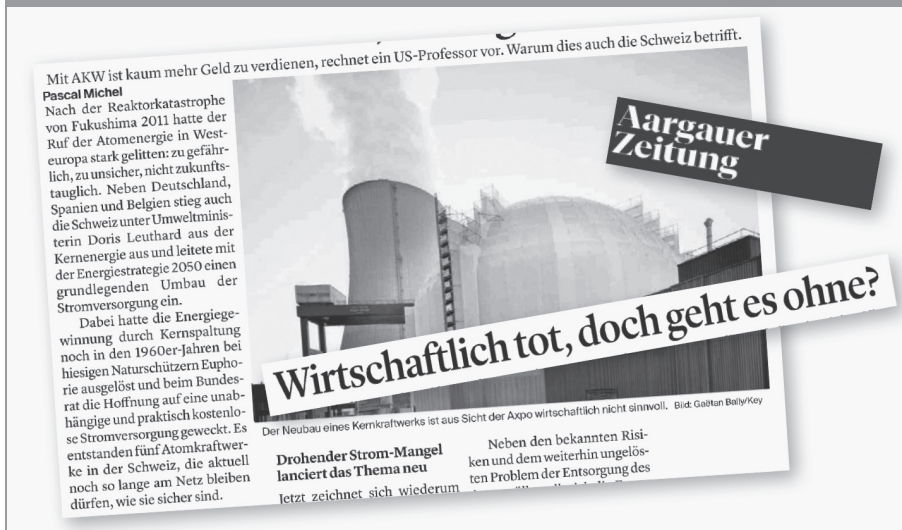 Mit AKW ist kaum mehr Geld zu verdienen, rechnet ein US-Professor vor. Warum dies auch die Schweiz betrifft.
Pascal Michel
Nach der Reaktorkatastrophe
von Fukushima 2011 hatte der
Ruf der Atomenergie in West-
europa stark gelitten: zu gefähr-
lich, zu unsicher, nicht zukunfts-
tauglich. Neben Deutschland,
Spanien und Belgien stieg auch
die Schweiz unter Umweltminis-
terin Doris Leuthard aus der
Kernenergie aus und leitete mit
der Energiestrategie 2050 einen
grundlegenden Umbau der
Stromversorgung ein.
Dabei hatte die Energiege-
winnung durch Kernspaltung
noch in den 1960er-Jahren bei
hiesigen Naturschützern Eupho-
rie ausgelöst und beim Bundes-
rat die Hoffnung auf eine unab-
hängige und praktisch kostenlo-
se Stromversorgung geweckt. Es
entstanden fünf Atomkraftwer-
ke in der Schweiz, die aktuell
noch so lange am Netz bleiben
dürfen, wie sie sicher sind.
Aargauer
Zeitung
Wirtschaftlich tot, doch geht es ohne?
Der Neubau eines Kernkraftwerks ist aus Sicht der Axpo wirtschaftlich nicht sinnvoll. Bild: Gaëtan Bally/Key
Drohender Strom-Mangel
lanciert das Thema neu
Jetzt zeichnet sich wiederum
Neben den bekannten Risi-
ken und dem weiterhin ungelös-
ten Problem der Entsorgung des